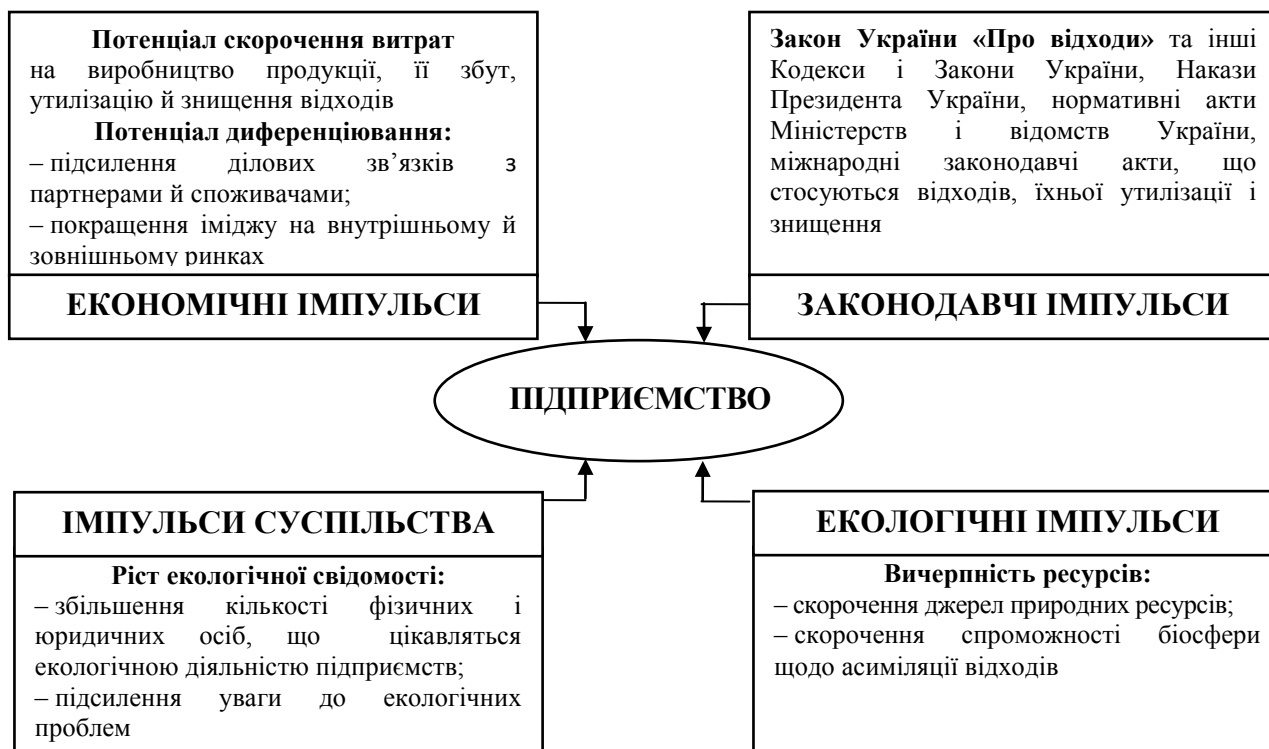 Потенціал скорочення витрат
на виробництво продукції, її збут,
утилізацію й знищення відходів
Потенціал диференціювання:
– підсилення ділових зв’язків з
партнерами й споживачами;
– покращення іміджу на внутрішньому й
зовнішньому ринках
ЕКОНОМІЧНІ ІМПУЛЬСИ
Закон України «Про відходи» та інші
Кодекси і Закони України, Накази
Президента України, нормативні акти
Міністерств і відомств України,
міжнародні законодавчі акти, що
стосуються відходів, їхньої утилізації і
знищення
ЗАКОНОДАВЧІ ІМПУЛЬСИ
ПІДПРИЄМСТВО
ІМПУЛЬСИ СУСПІЛЬСТВА
Ріст екологічної свідомості:
– збільшення кількості фізичних і
юридичних осіб, що цікавляться
екологічною діяльністю підприємств;
– підсилення уваги до екологічних
проблем
ЕКОЛОГІЧНІ ІМПУЛЬСИ
Вичерпність ресурсів:
– скорочення джерел природних ресурсів;
– скорочення спроможності біосфери
щодо асиміляції відходів